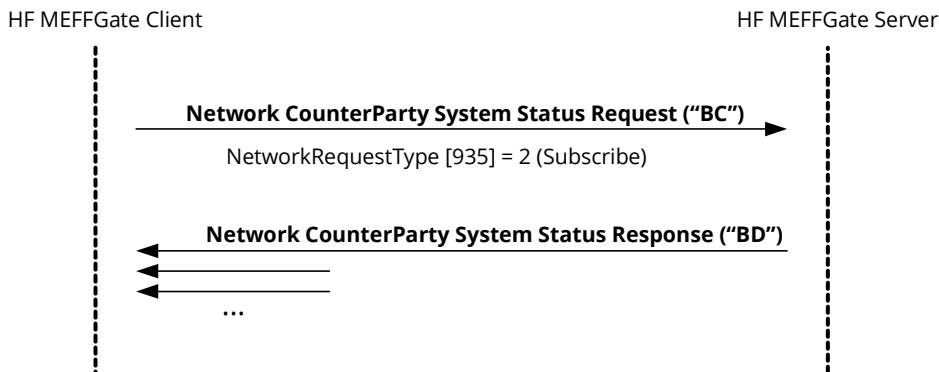 HF MEFFGate Client
HF MEFFGate Server
Network CounterParty System Status Request (“BC”)
NetworkRequestType [935] = 2 (Subscribe)
Network CounterParty System Status Response (“BD”)
...